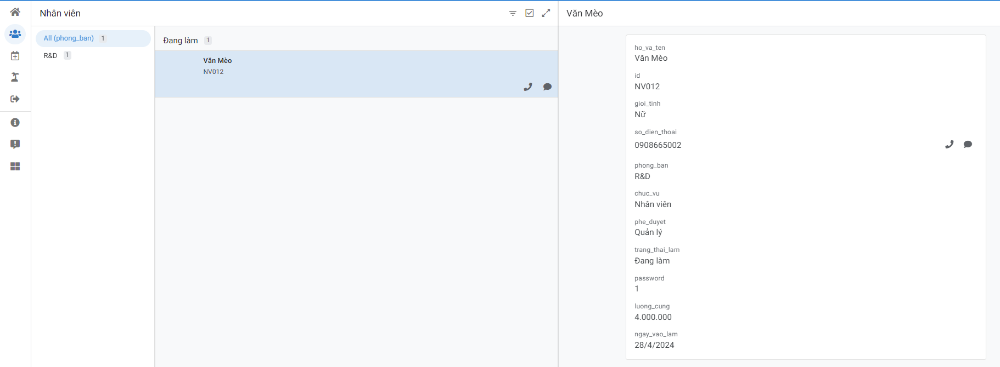 Nhân viên
All (phong_ban) 1
R&D 1
Đang làm 1
Văn Mèo
NV012
Văn Mèo
ho_va_ten
Văn Mèo
id
NV012
gioi_tinh
Nữ
so_dien_thoai
0908665002
phong_ban
R&D
chuc_vu
Nhân viên
phe_duyet
Quản lý
trang_thai_lam
Đang làm
password
1
luong_cung
4.000.000
ngay_vao_lam
28/4/2024